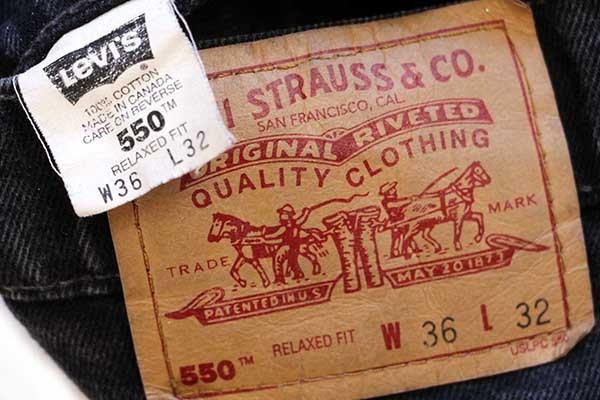 LEVI'S
100% COTTON
MADE IN CANADA
CARE ON REVERSE
550™
RELAXED FIT
W36 L32
I STRAUSS & CO.
SAN FRANCISCO, CAL.
ORIGINAL RIVETED
QUALITY CLOTHING
TRADE MARK
PATENTED IN U.S.
MAY 20 1873
550™ RELAXED FIT W 36 L 32